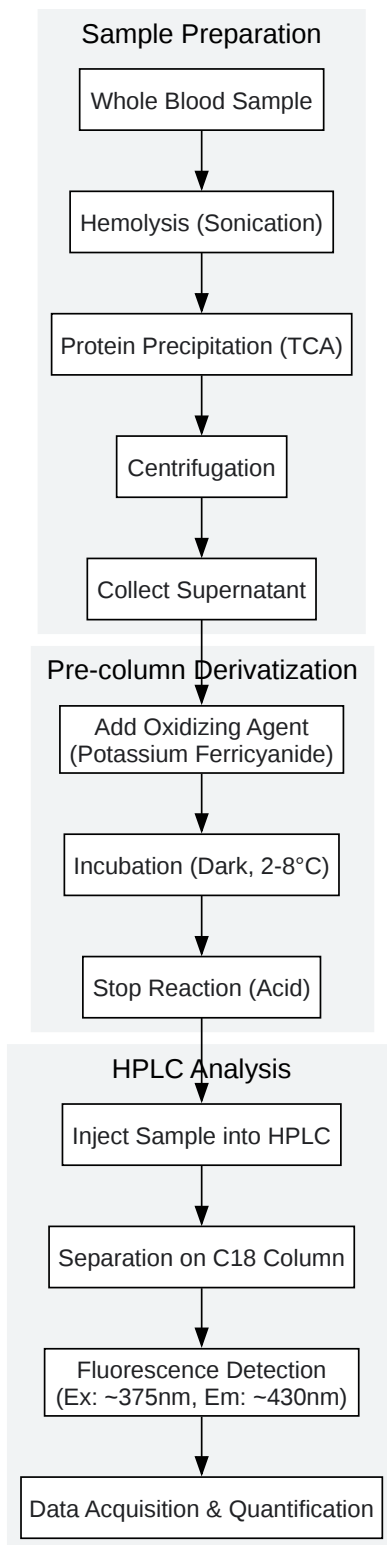 Sample Preparation
Whole Blood Sample
Hemolysis (Sonication)
Protein Precipitation (TCA)
Centrifugation
Collect Supernatant
Pre-column Derivatization
Add Oxidizing Agent
(Potassium Ferricyanide)
Incubation (Dark, 2-8°C)
Stop Reaction (Acid)
HPLC Analysis
Inject Sample into HPLC
Separation on C18 Column
Fluorescence Detection
(Ex: ~375nm, Em: ~430nm)
Data Acquisition & Quantification